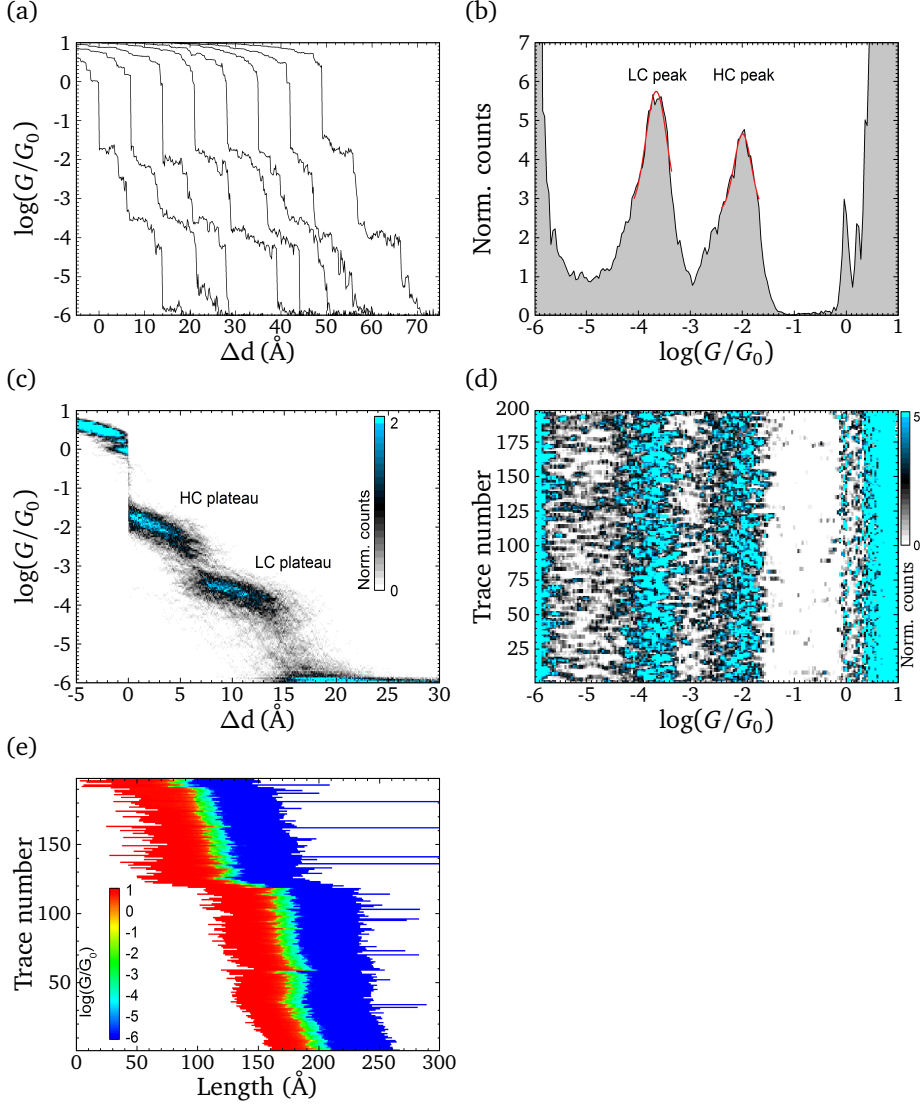 (a)
(b)
log(G/G0)
1
0
-1
-2
-3
-4
-5
-6
0 10 20 30 40 50 60 70
Δd (Å)
Norm. counts
7
6
5
4
3
2
1
0
LC peak
HC peak
-6 -5 -4 -3 -2 -1 0 1
log(G/G0)
(c)
(d)
log(G/G0)
1
0
-1
-2
-3
-4
-5
-6
HC plateau
LC plateau
2
0
Norm. counts
-5 0 5 10 15 20 25 30
Δd (Å)
Trace number
200
175
150
125
100
75
50
25
5
4
3
2
1
0
Norm. counts
-6 -5 -4 -3 -2 -1 0 1
log(G/G0)
(e)
Trace number
150
100
50
log(G/G0)
1
0
-1
-2
-3
-4
-5
-6
0 50 100 150 200 250 300
Length (Å)